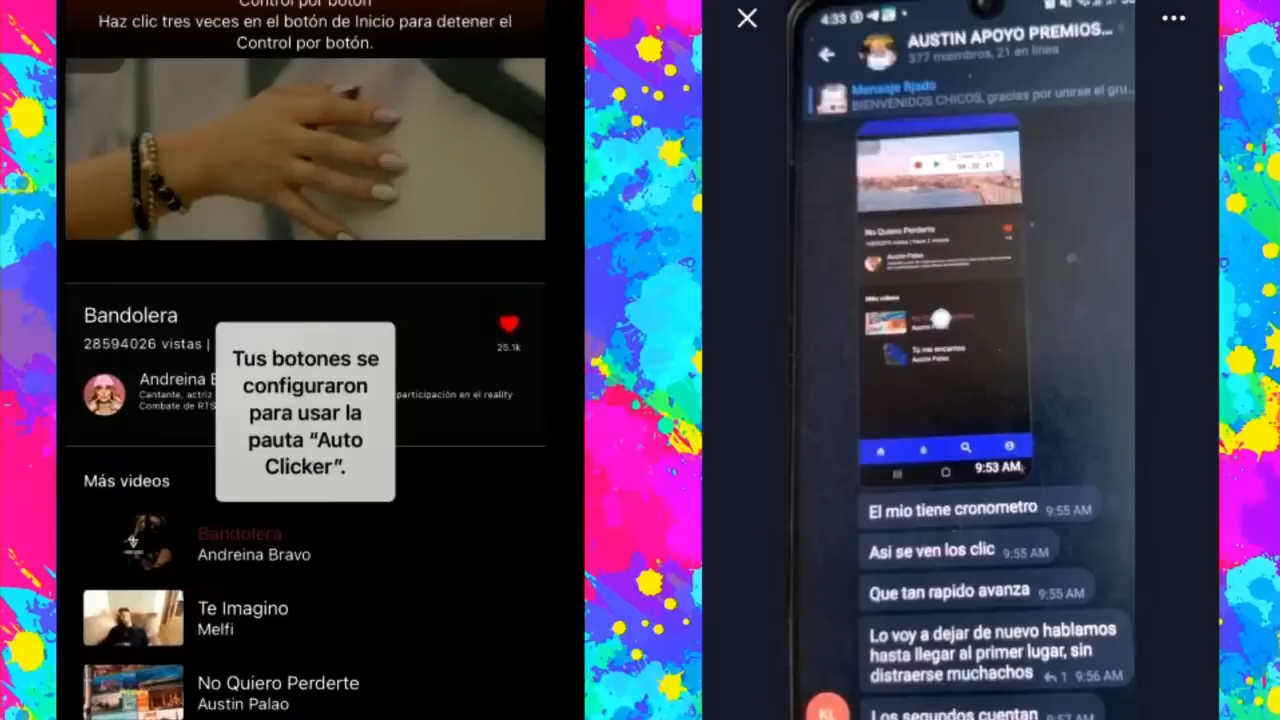 Control por botón
Haz clic tres veces en el botón de Inicio para detener el
Control por botón.
Bandolera
28594026 vistas |
25.1k
Andreina B
Cantante, actriz
participación en el reality
Combate de RTS
Tus botones se
configuraron
para usar la
pauta “Auto
Clicker”.
Más videos
Bandolera
Andreina Bravo
Te Imagino
Melfi
No Quiero Perderte
Austin Palao
4:33
AUSTIN APOYO PREMIOS...
377 miembros, 21 en línea
Mensaje fijado
BIENVENIDOS CHICOS, gracias por unirse el gru...
No Quiero Perderte
Austin Palao
Más videos
Tú me encantas
Austin Palao
9:53 AM
El mio tiene cronometro 9:55 AM
Asi se ven los clic 9:55 AM
Que tan rapido avanza 9:55 AM
Lo voy a dejar de nuevo hablamos
hasta llegar al primer lugar, sin
distraerse muchachos 1 9:56 AM
KL
Los segundos cuentan 9:57 AM